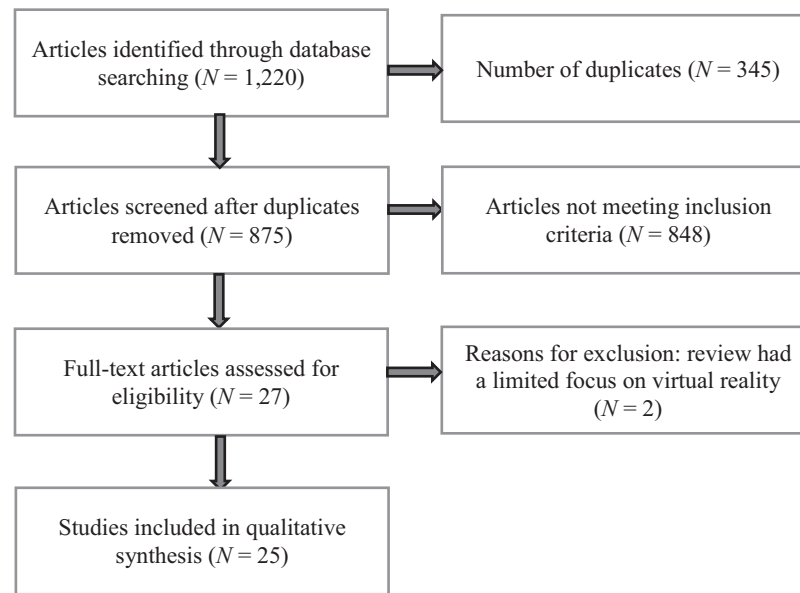 Articles identified through database
searching (N = 1,220)
Number of duplicates (N = 345)
Articles screened after duplicates
removed (N = 875)
Articles not meeting inclusion
criteria (N = 848)
Full-text articles assessed for
eligibility (N = 27)
Reasons for exclusion: review had
a limited focus on virtual reality
(N = 2)
Studies included in qualitative
synthesis (N = 25)